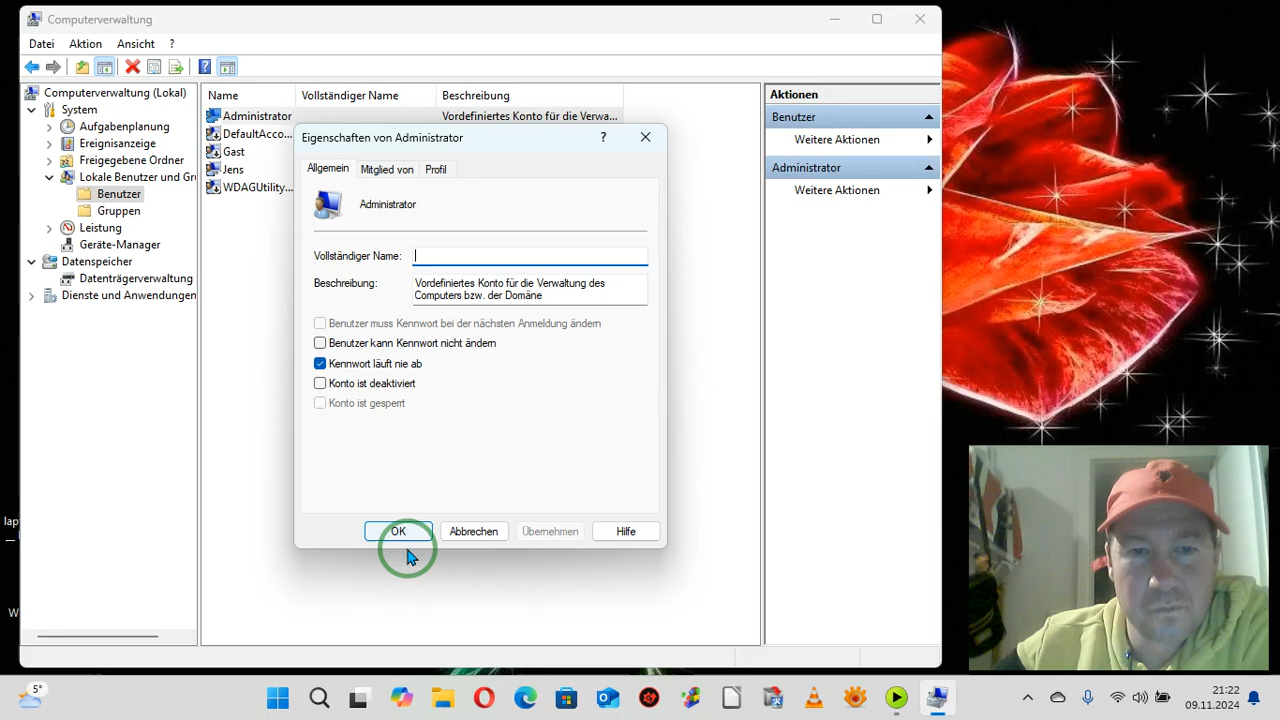 Computerverwaltung
Datei Aktion Ansicht ?
Computerverwaltung (Lokal)
System
Aufgabenplanung
Ereignisanzeige
Freigegebene Ordner
Lokale Benutzer und Gr
Benutzer
Gruppen
Leistung
Geräte-Manager
Datenspeicher
Datenträgerverwaltung
Dienste und Anwendungen
Name Vollständiger Name Beschreibung
Administrator Vordefiniertes Konto für die Verwa...
DefaultAcco...
Gast
Jens
WDAGUtility...
Eigenschaften von Administrator ?
Allgemein Mitglied von Profil
Administrator
Vollständiger Name:
Beschreibung: Vordefiniertes Konto für die Verwaltung des
Computers bzw. der Domäne
Benutzer muss Kennwort bei der nächsten Anmeldung ändern
Benutzer kann Kennwort nicht ändern
Kennwort läuft nie ab
Konto ist deaktiviert
Konto ist gesperrt
OK Abbrechen Übernehmen Hilfe
Aktionen
Benutzer
Weitere Aktionen
Administrator
Weitere Aktionen
lap
W
5°
21:22
09.11.2024